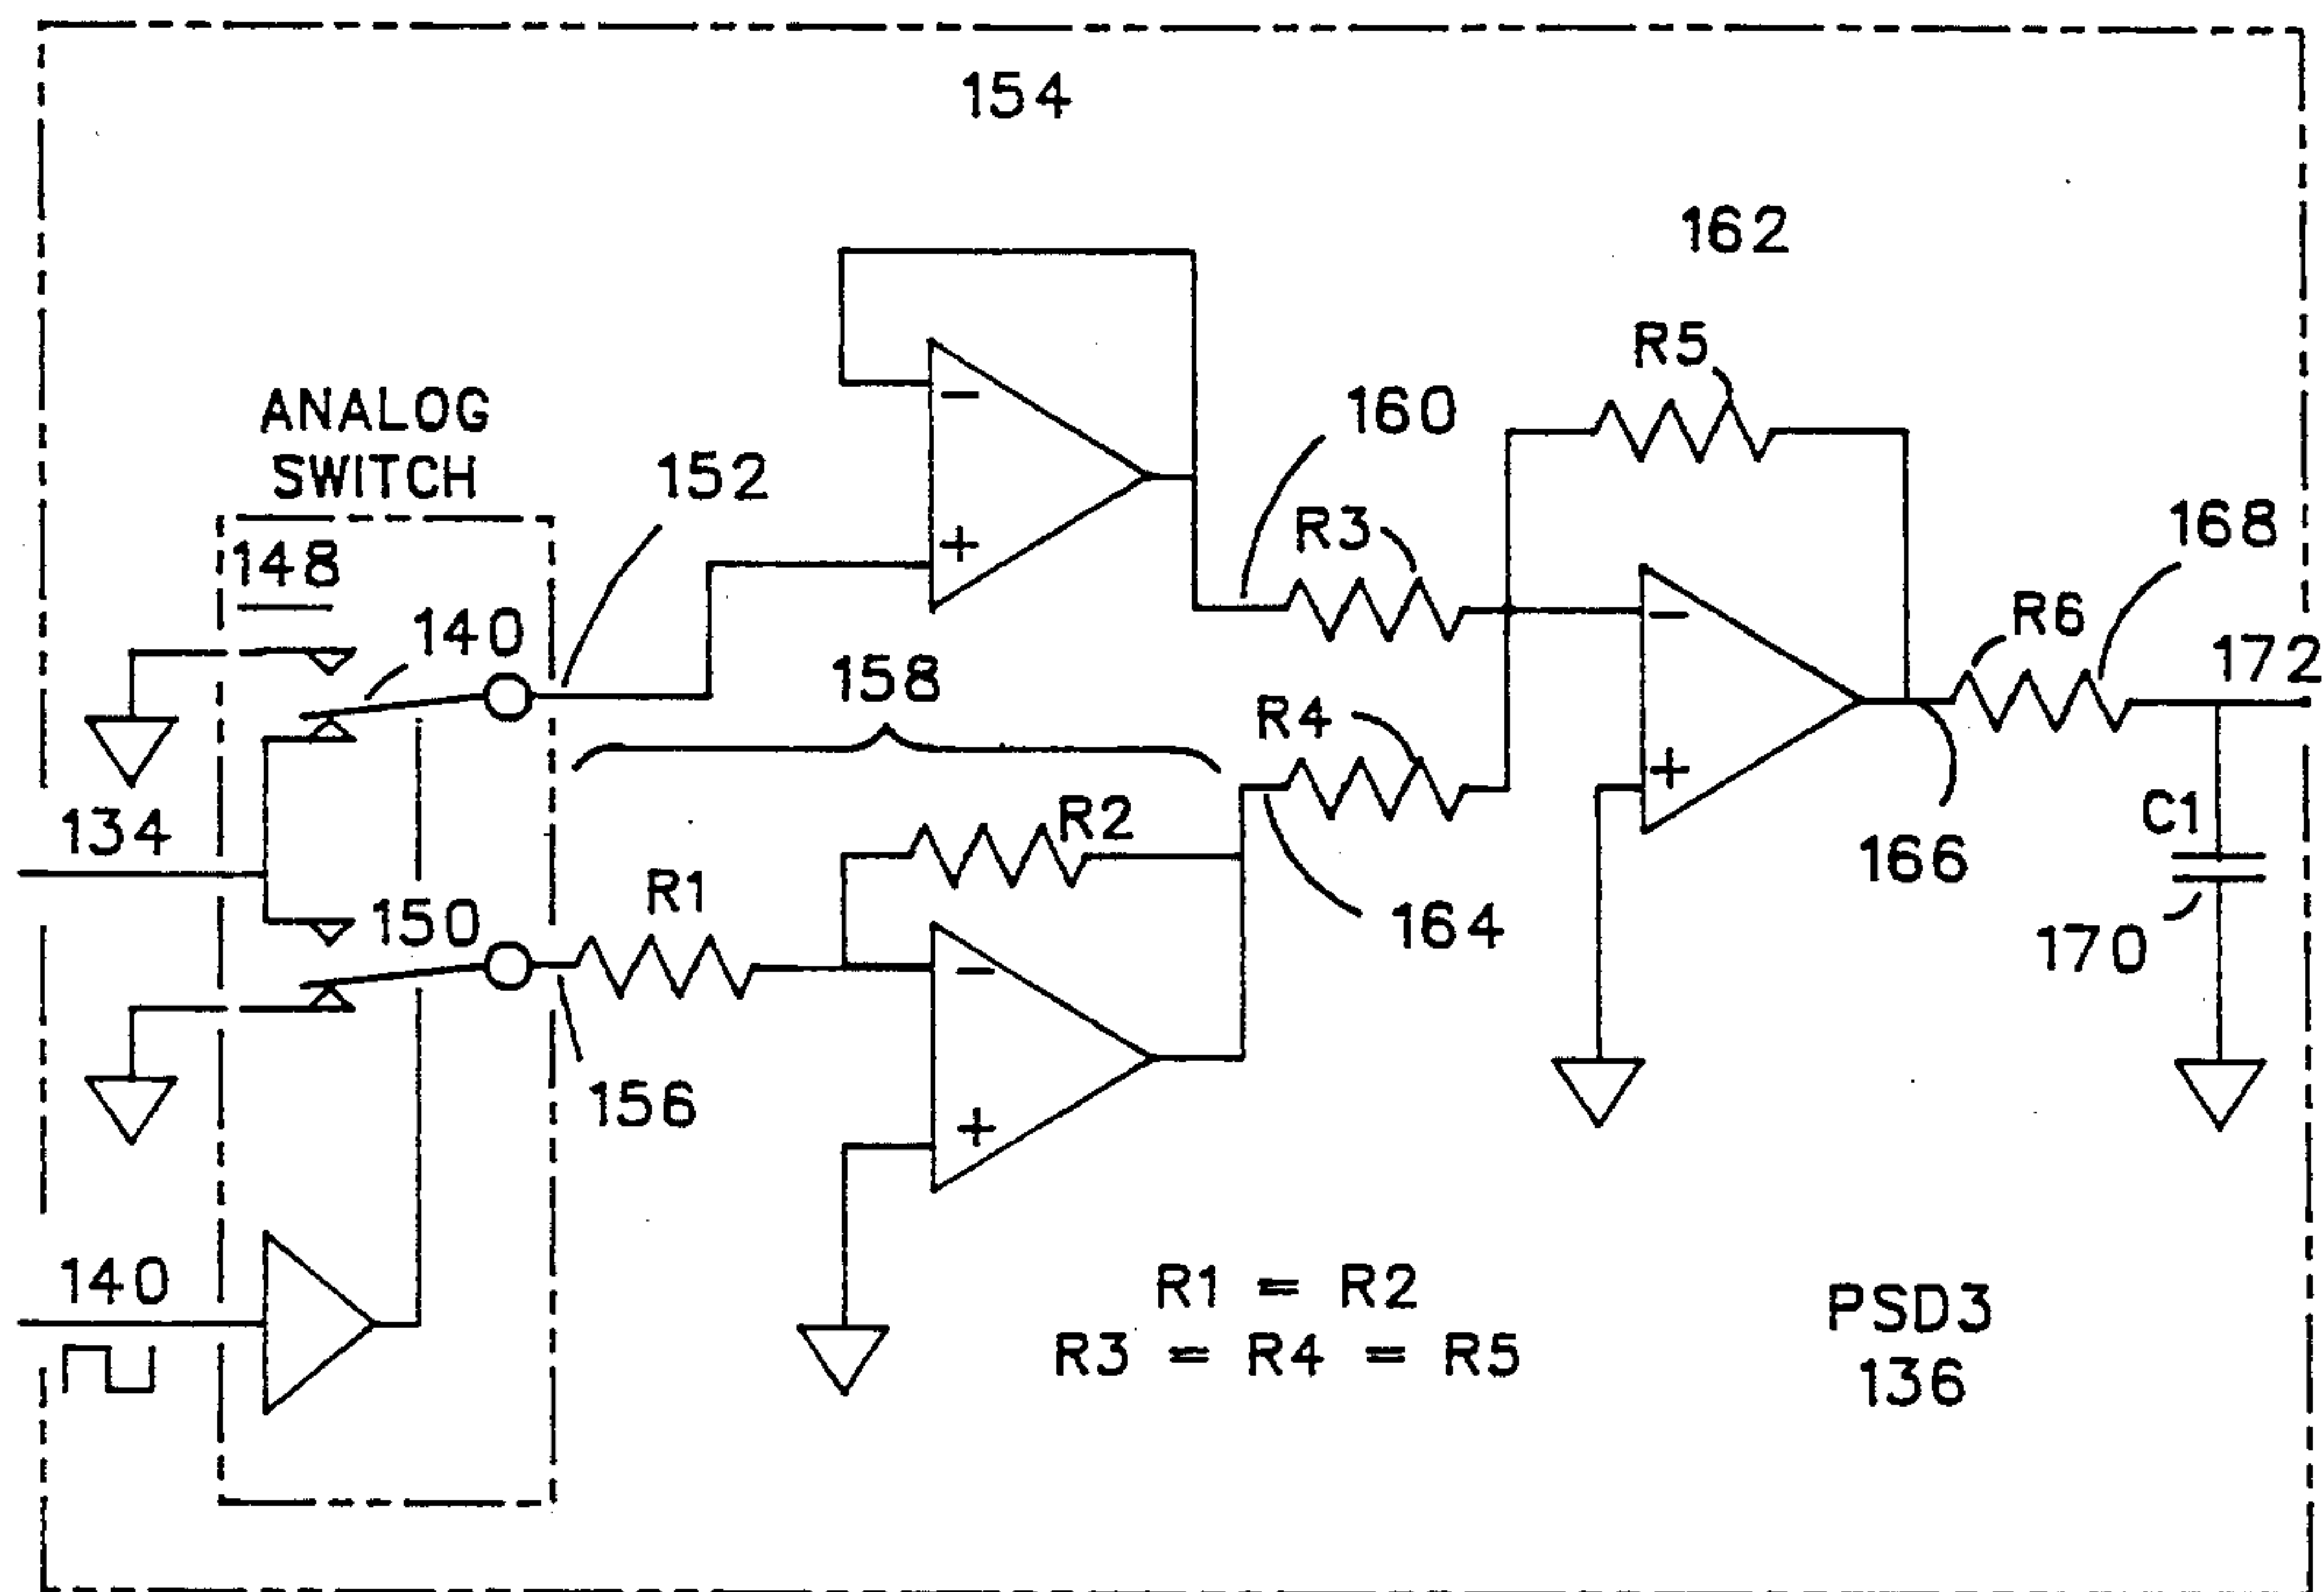 154
162
R5
160
ANALOG
SWITCH
152
R3
168
148
140
R6
172
158
R4
134
C1
R2
166
R1
150
164
170
156
140
R1 = R2
R3 = R4 = R5
PSD3
136
−
+
−
+
−
+